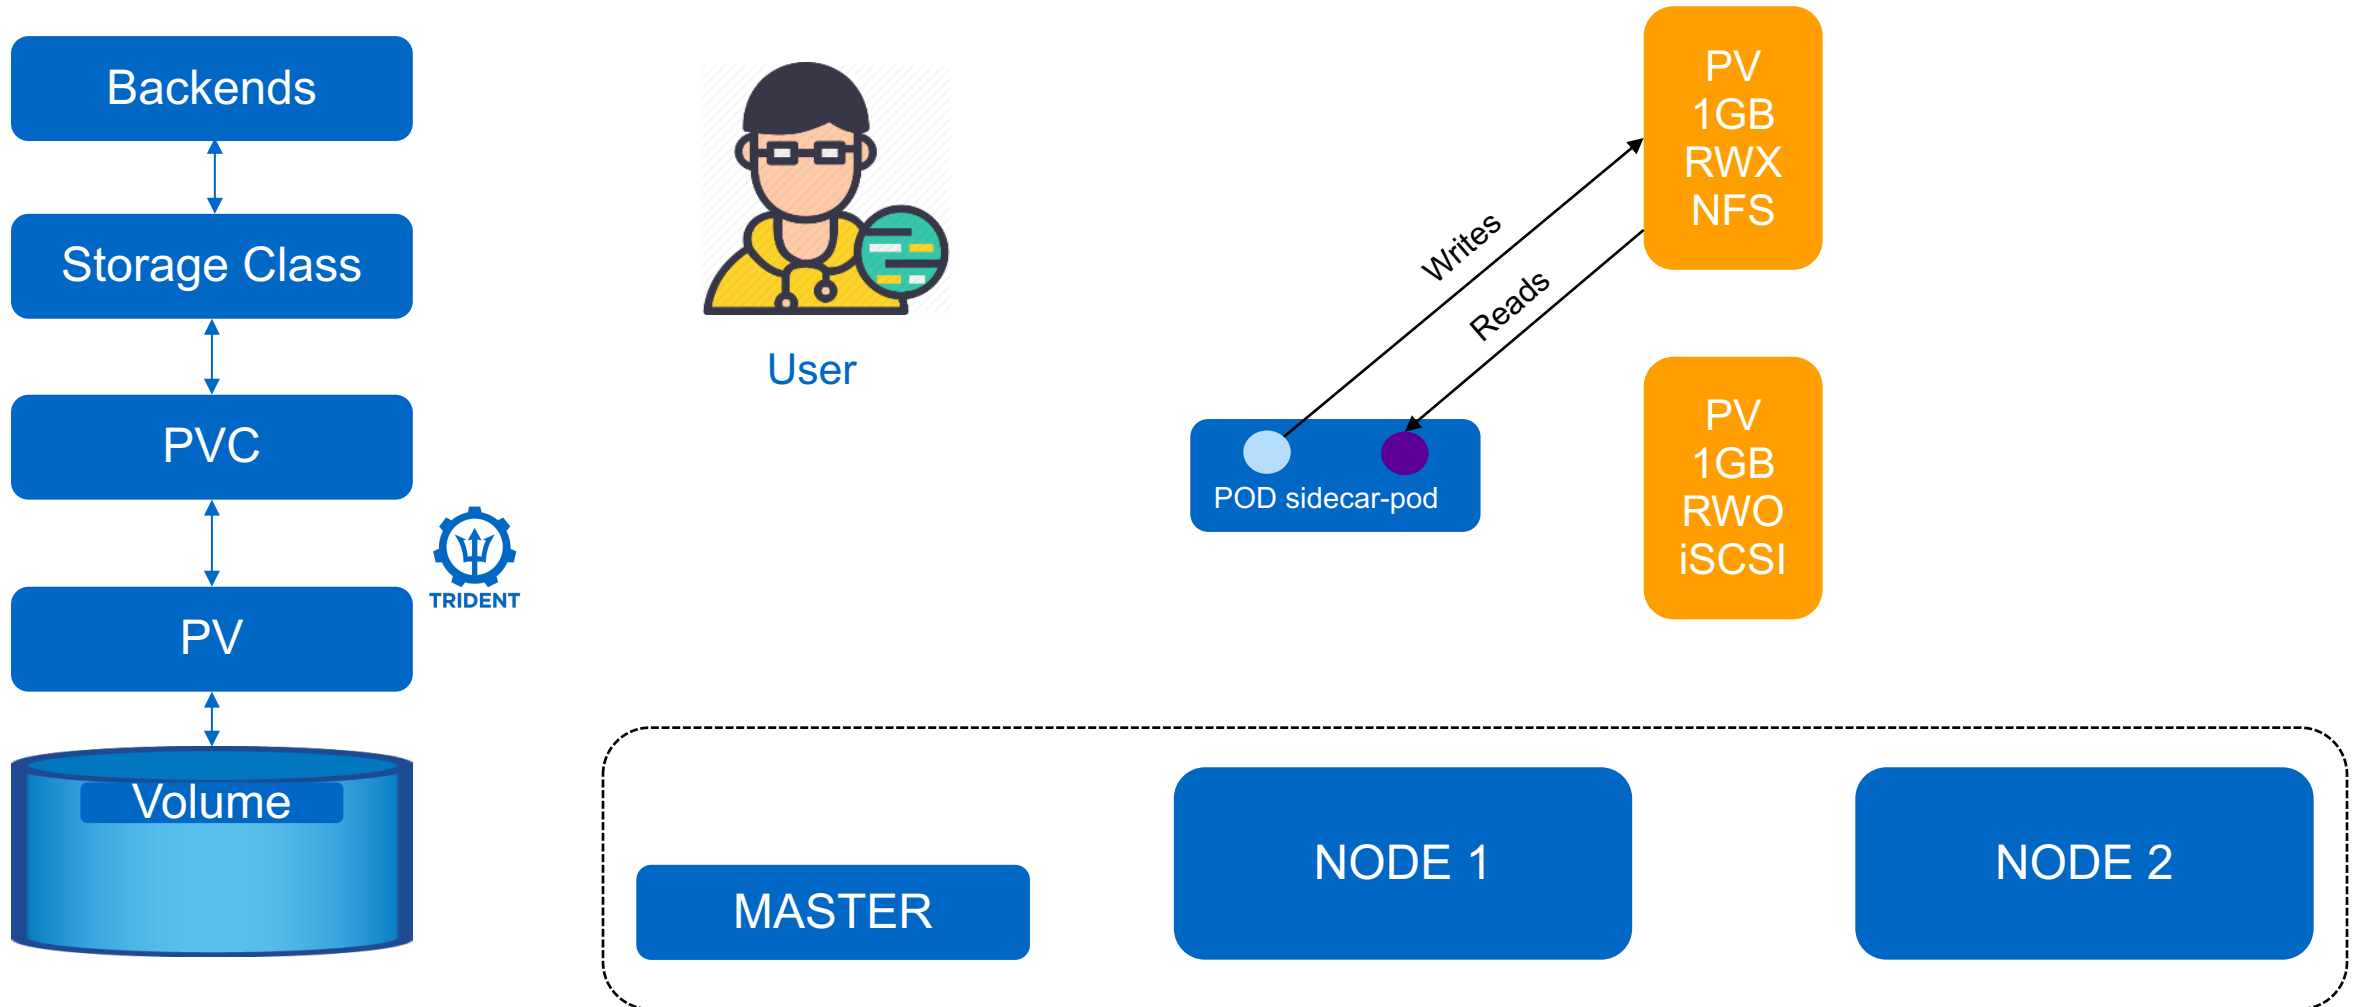 Backends
Storage Class
PVC
PV
TRIDENT
Volume
User
Writes
Reads
POD sidecar-pod
PV
1GB
RWX
NFS
PV
1GB
RWO
iSCSI
MASTER
NODE 1
NODE 2